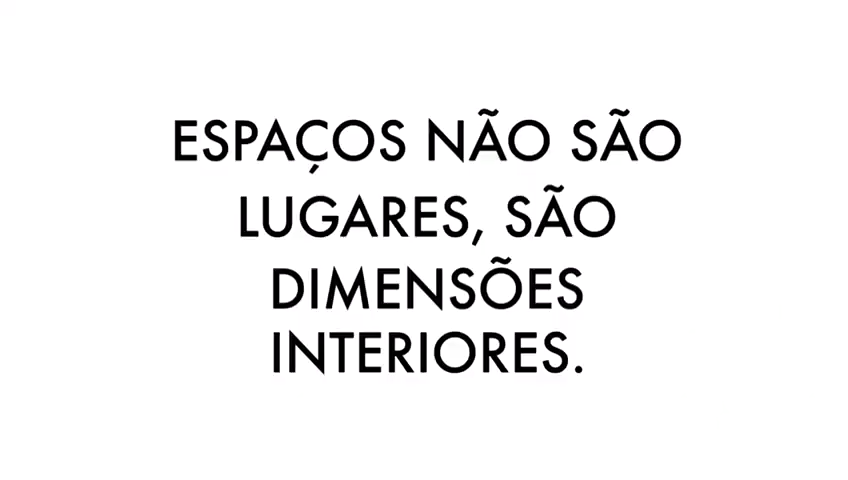 ESPAÇOS NÃO SÃO
LUGARES, SÃO
DIMENSÕES
INTERIORES.